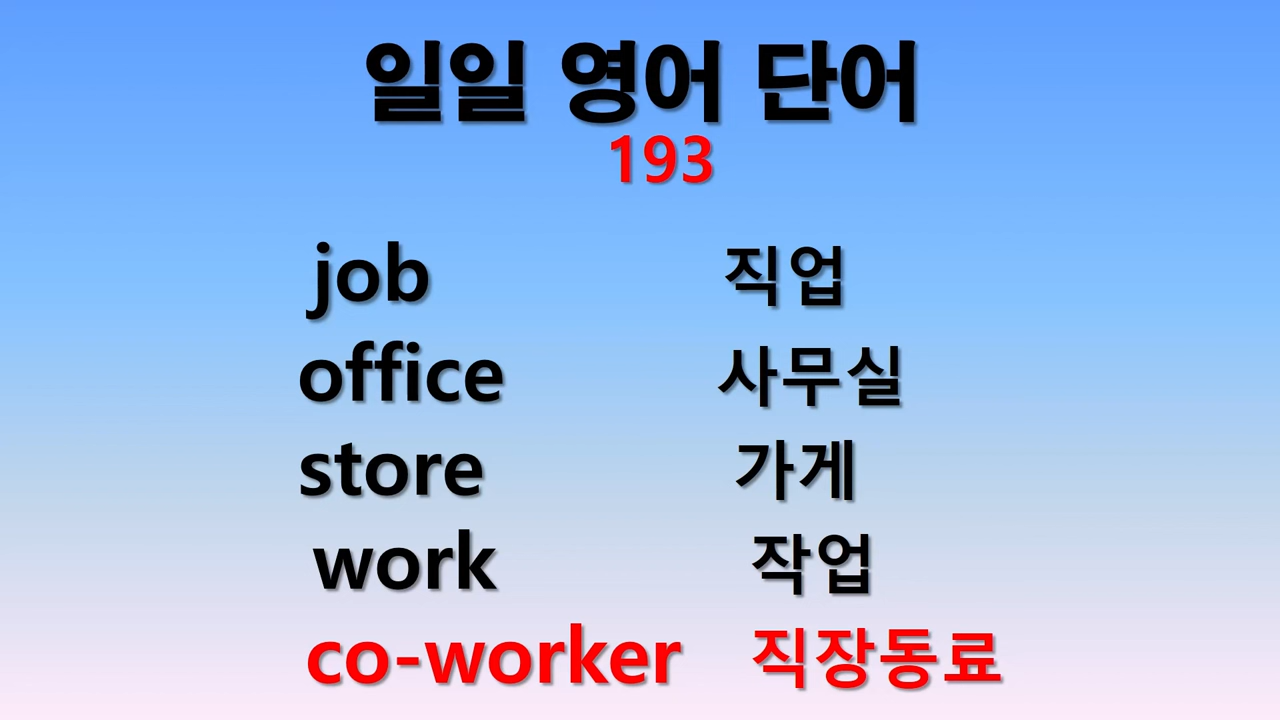 일일 영어 단어
193
job 직업
office 사무실
store 가게
work 작업
co-worker 직장동료